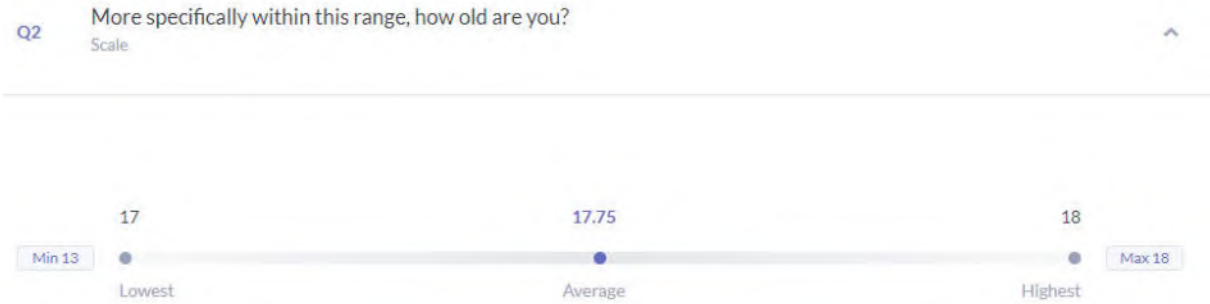 Q2 More specifically within this range, how old are you?
Scale
17 17.75 18
Min 13 Max 18
Lowest Average Highest